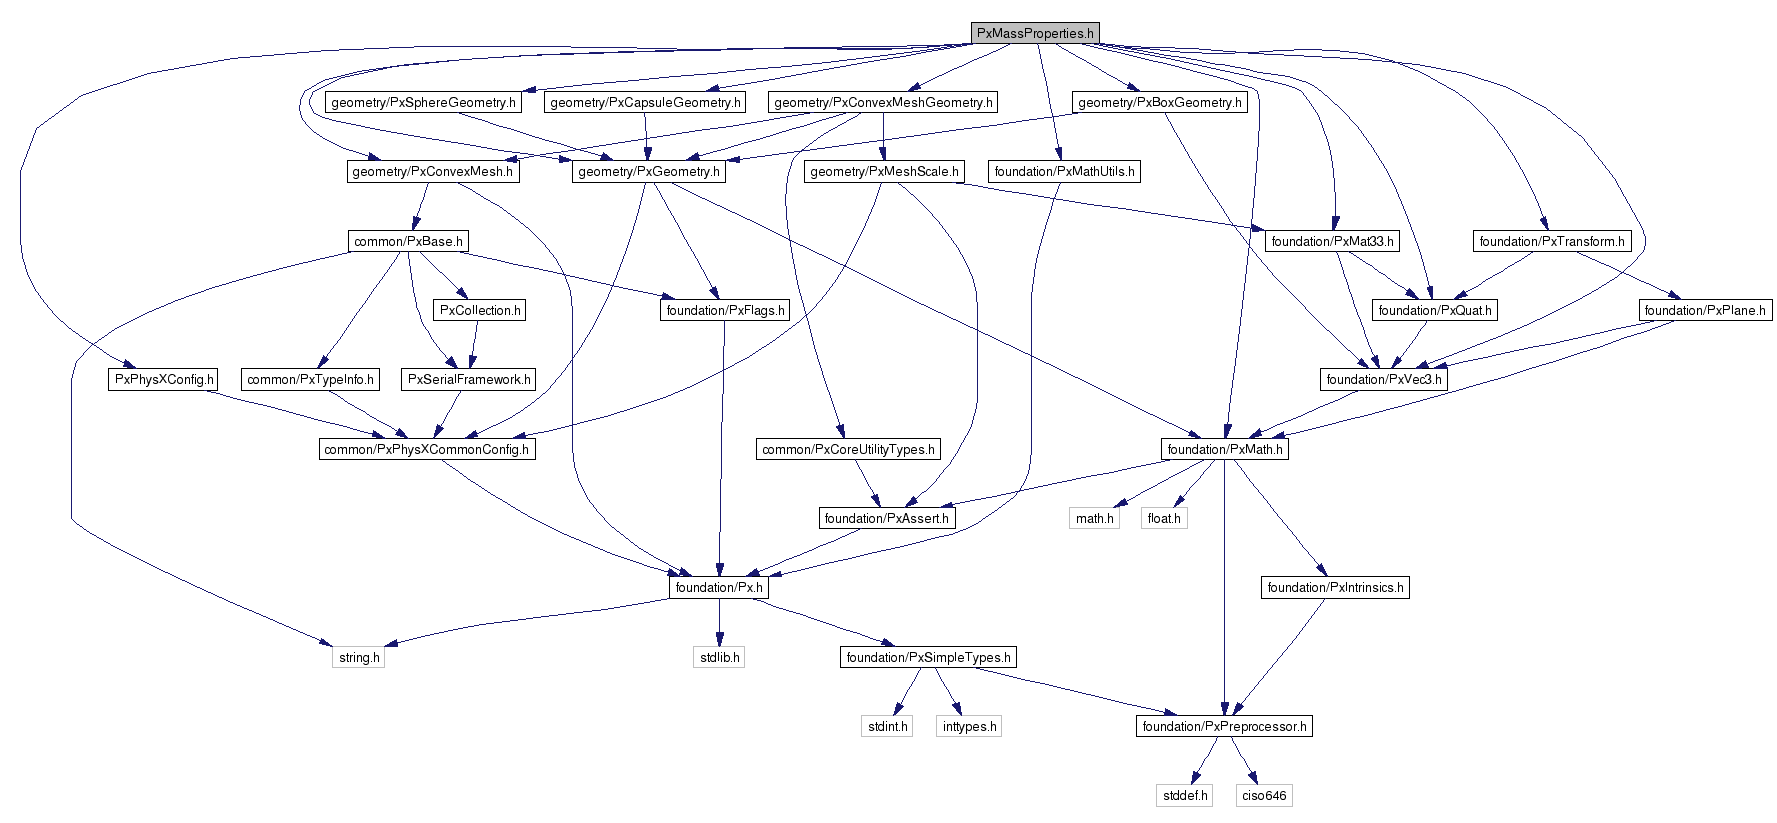 PxMassProperties.h
geometry/PxSphereGeometry.h
geometry/PxCapsuleGeometry.h
geometry/PxConvexMeshGeometry.h
geometry/PxBoxGeometry.h
geometry/PxConvexMesh.h
geometry/PxGeometry.h
geometry/PxMeshScale.h
foundation/PxMathUtils.h
common/PxBase.h
foundation/PxMat33.h
foundation/PxTransform.h
PxCollection.h
foundation/PxFlags.h
foundation/PxQuat.h
foundation/PxPlane.h
PxPhysXConfig.h
common/PxTypeInfo.h
PxSerialFramework.h
foundation/PxVec3.h
common/PxPhysXCommonConfig.h
common/PxCoreUtilityTypes.h
foundation/PxMath.h
foundation/PxAssert.h
math.h
float.h
foundation/Px.h
foundation/PxIntrinsics.h
string.h
stdlib.h
foundation/PxSimpleTypes.h
stdint.h
inttypes.h
foundation/PxPreprocessor.h
stddef.h
ciso646